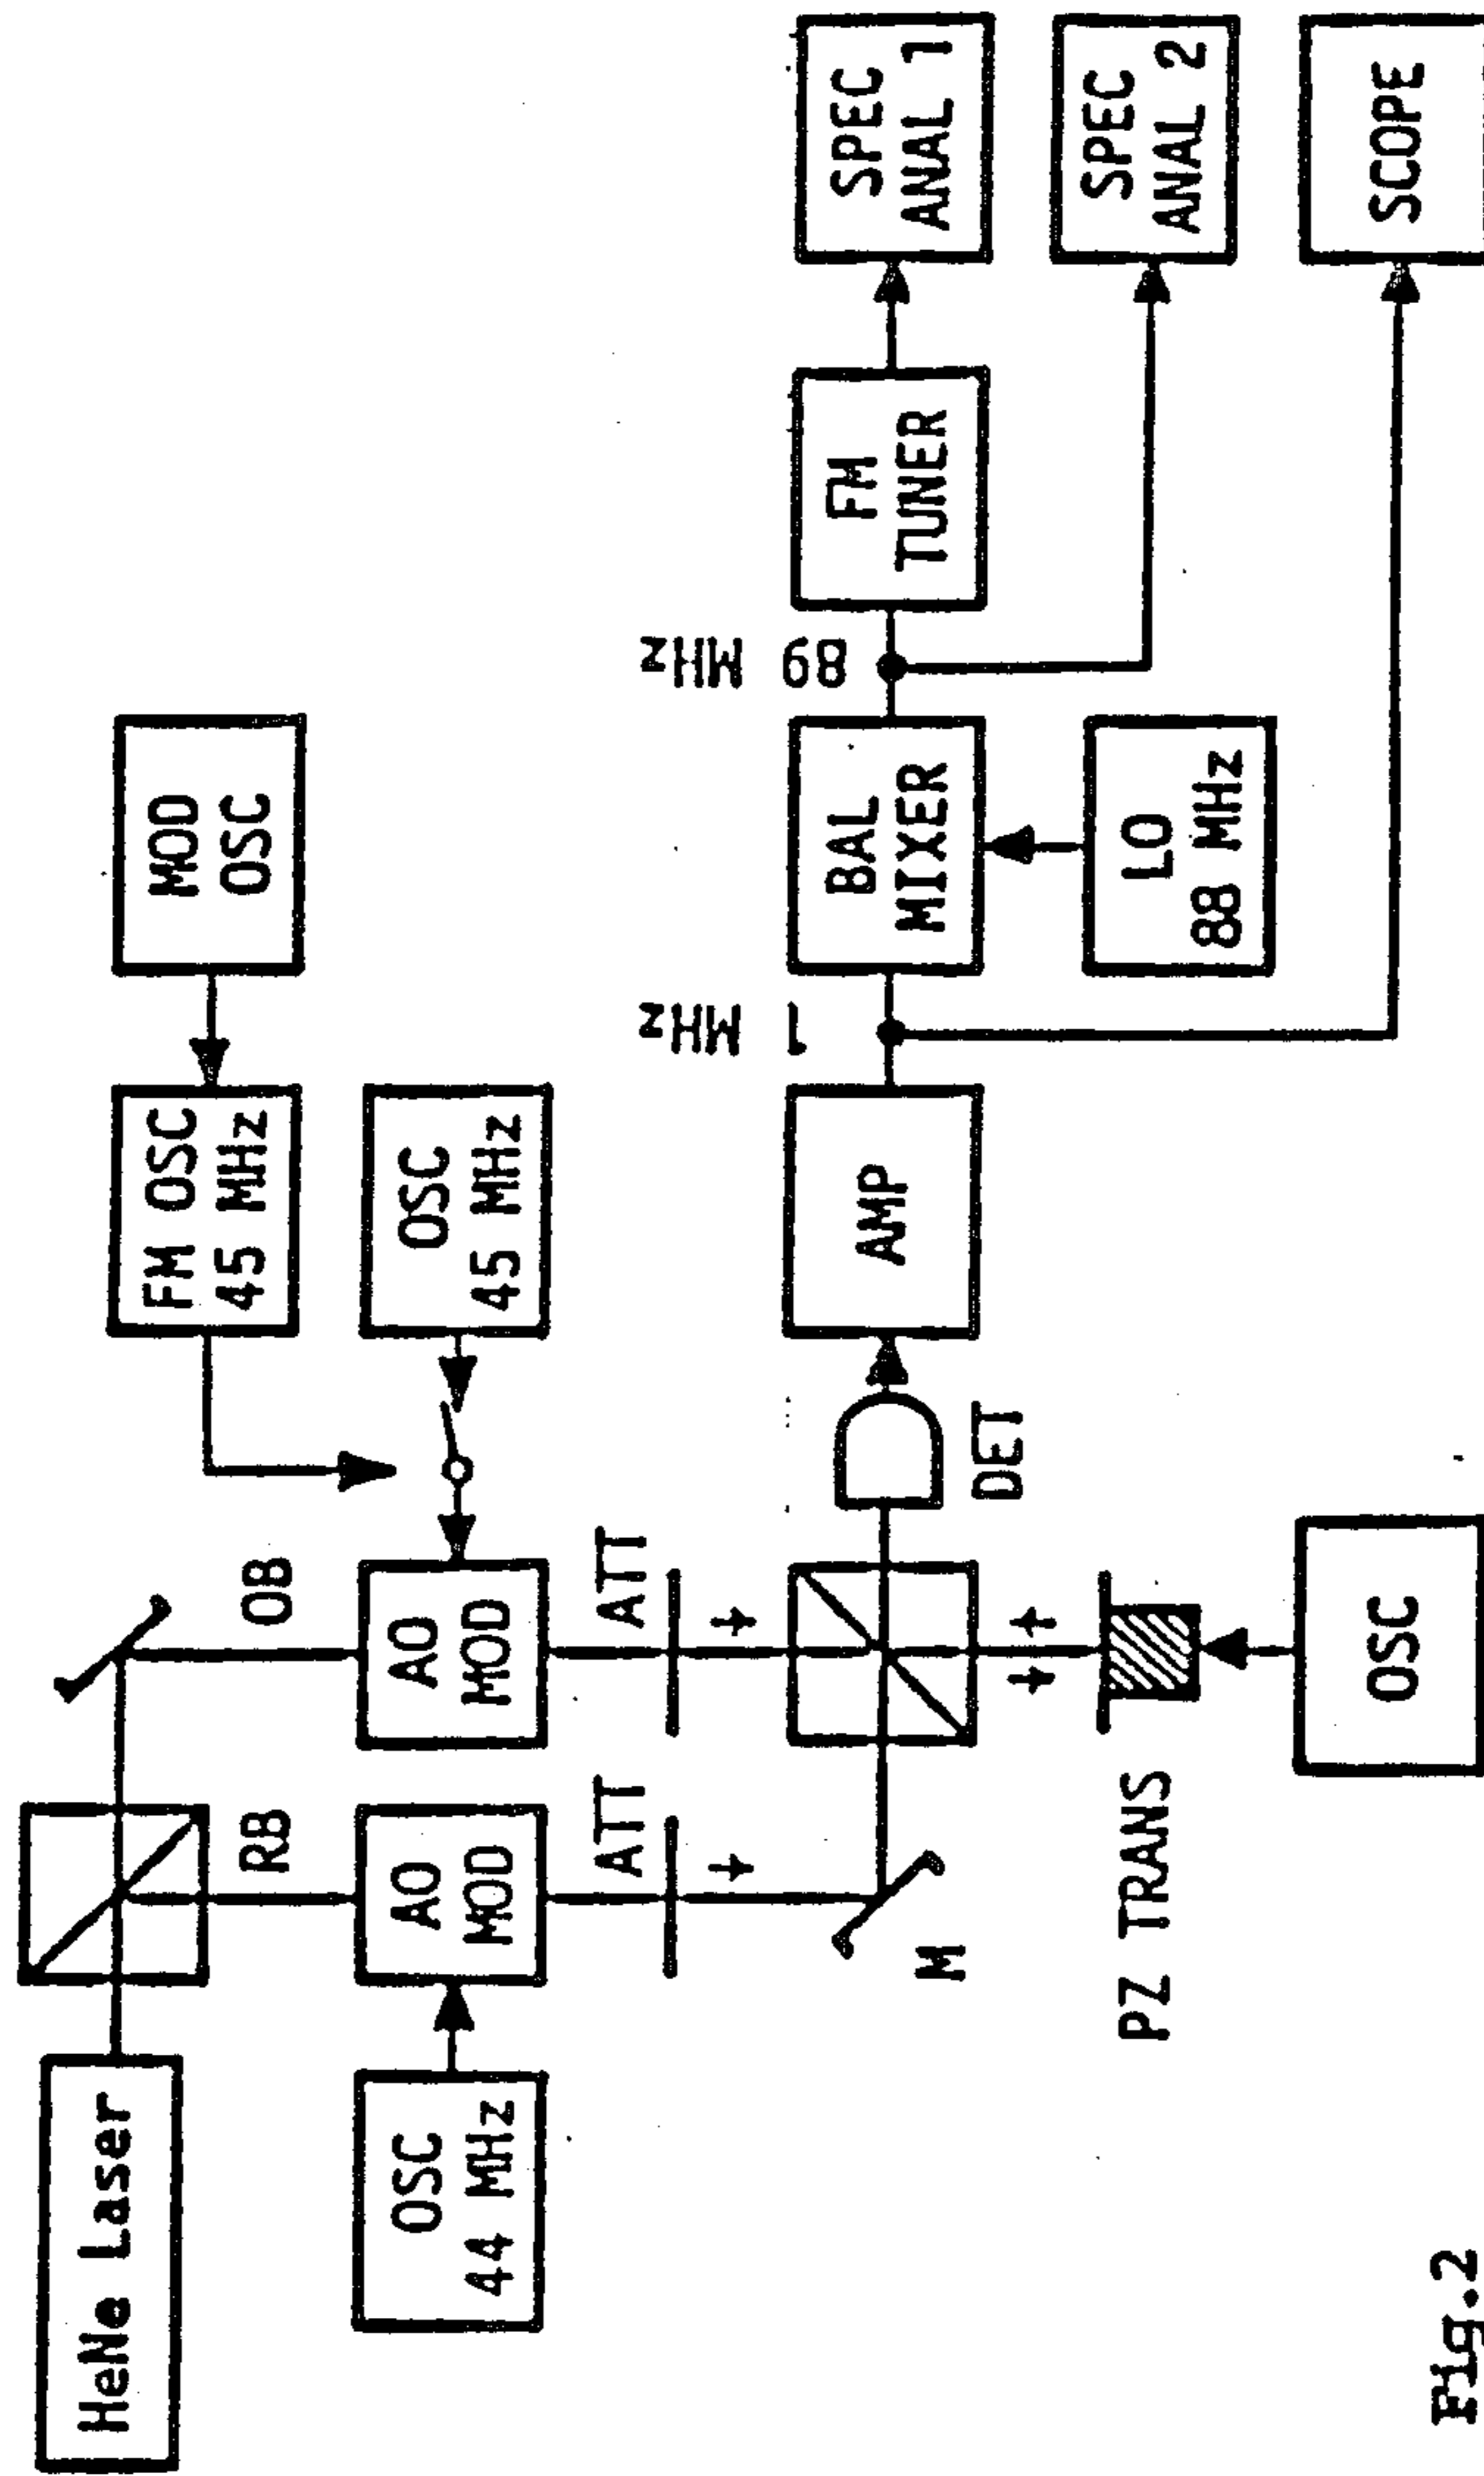 HeNe Laser
RB
OB
OSC
44 MHz
AO
MOD
AO
MOD
FM OSC
45 MHz
MOD
OSC
OSC
45 MHz
ATT
ATT
M
DET
AMP
1 MHz
BAL
MIXER
89 MHz
FM
TUNER
SPEC
ANAL 1
LO
88 MHz
SPEC
ANAL 2
PZ TRANS
OSC
SCOPE
Fig.2